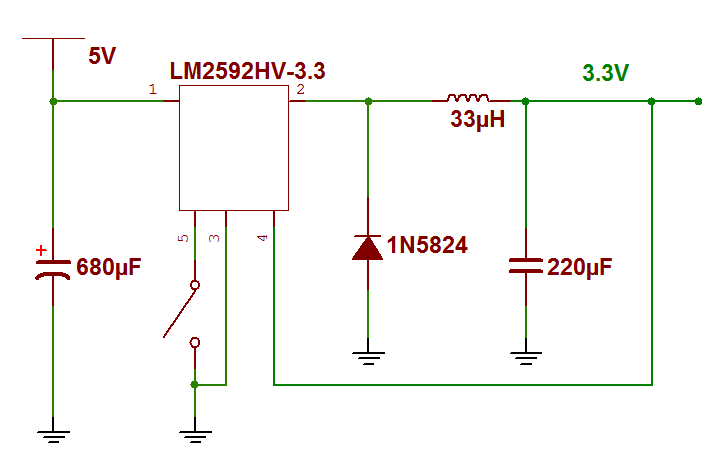 5V
LM2592HV-3.3
3.3V
1
2
33µH
+
5
3
4
1N5824
680µF
220µF